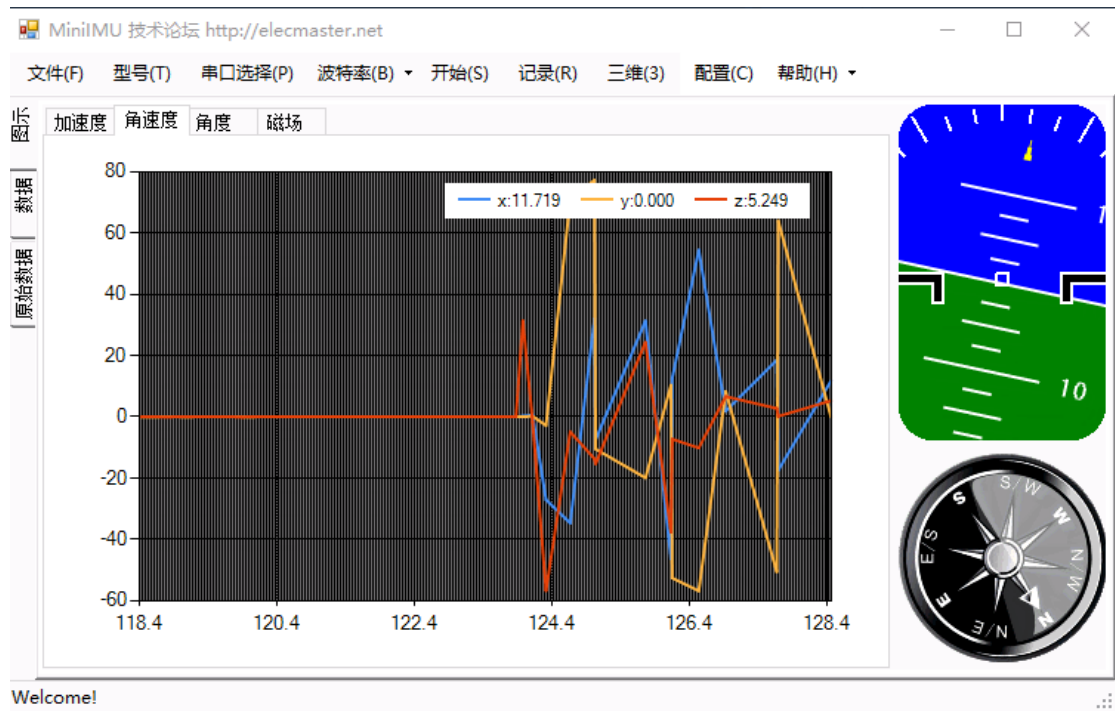 MiniIMU 技术论坛 http://elecmaster.net
文件(F) 型号(T) 串口选择(P) 波特率(B) 开始(S) 记录(R) 三维(3) 配置(C) 帮助(H)
图示
数据
原始数据
加速度 角速度 角度 磁场
x:11.719 y:0.000 z:5.249
80
60
40
20
0
-20
-40
-60
118.4 120.4 122.4 124.4 126.4 128.4
1
10
S S/W W N/W N N/E E E/S
Welcome!